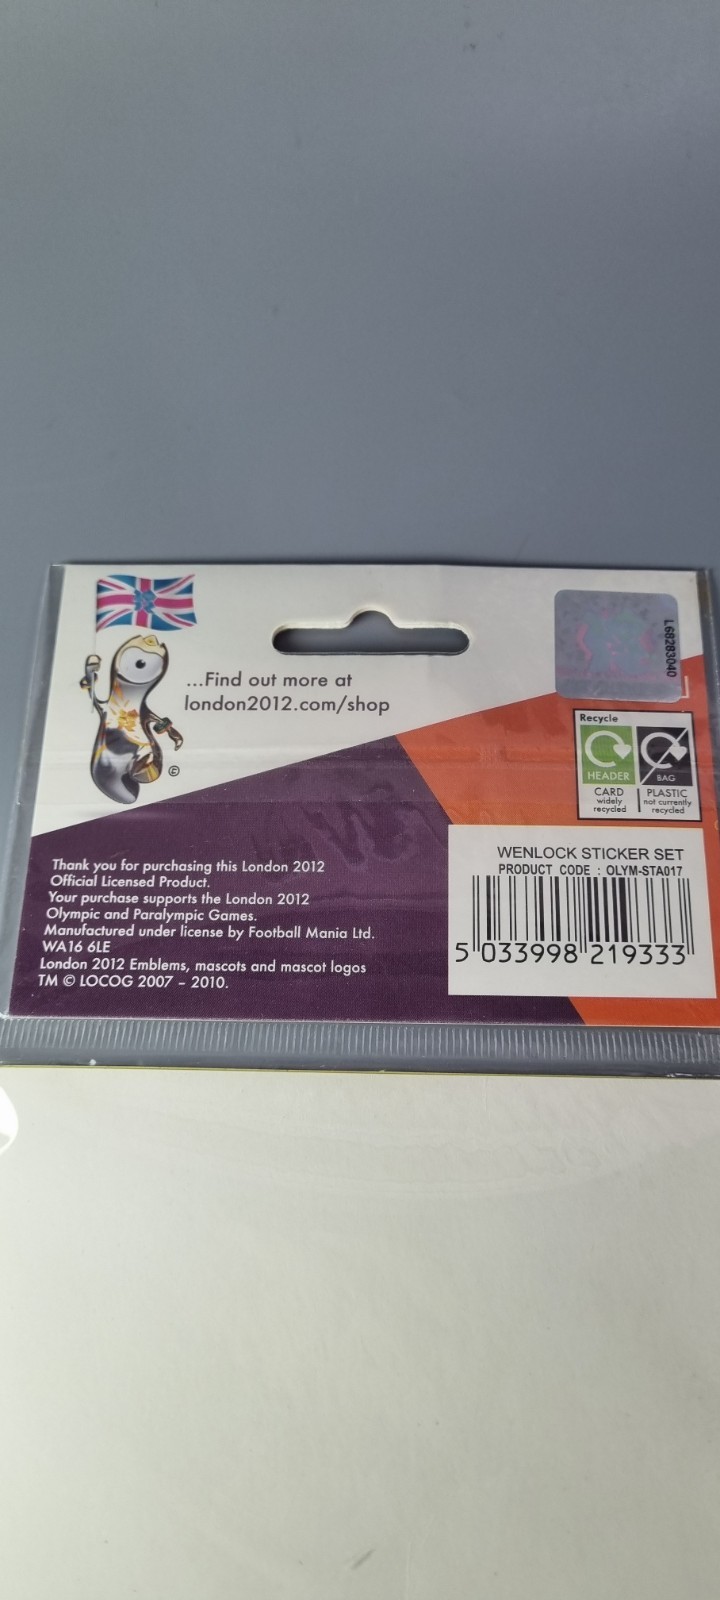 ...Find out more at
london2012.com/shop
L68283040
©
Recycle
HEADER
BAG
CARD
widely
recycled
PLASTIC
not currently
recycled
Thank you for purchasing this London 2012
Official Licensed Product.
Your purchase supports the London 2012
Olympic and Paralympic Games.
Manufactured under license by Football Mania Ltd.
WA16 6LE
London 2012 Emblems, mascots and mascot logos
TM © LOCOG 2007 – 2010.
WENLOCK STICKER SET
PRODUCT CODE : OLYM-STA017
5 033998 219333